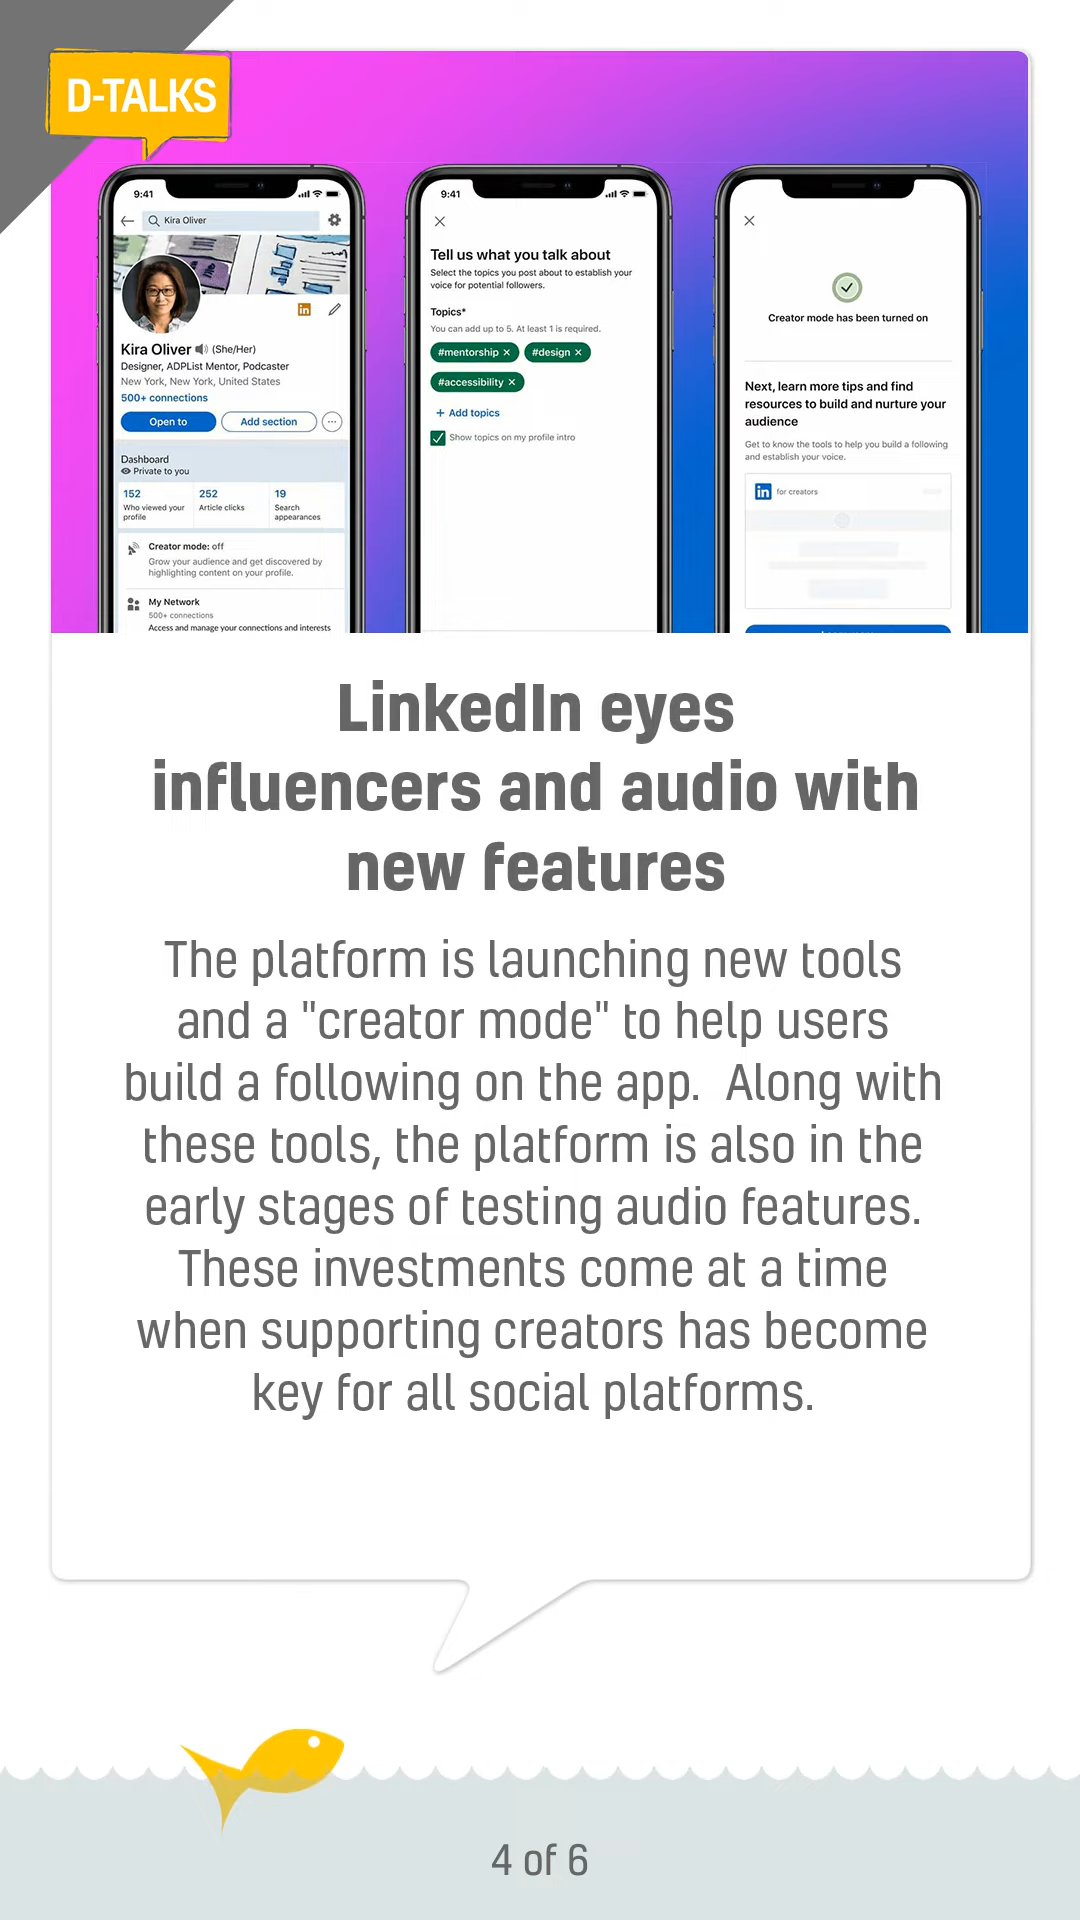 D-TALKS
9:41
Kira Oliver
Kira Oliver (She/Her)
Designer, ADPList Mentor, Podcaster
New York, New York, United States
500+ connections
Open to
Add section
Dashboard
Private to you
152
Who viewed your
profile
252
Article clicks
19
Search
appearances
Creator mode: off
Grow your audience and get discovered by
highlighting content on your profile.
My Network
500+ connections
Access and manage your connections and interests
9:41
Tell us what you talk about
Select the topics you post about to establish your
voice for potential followers.
Topics*
You can add up to 5. At least 1 is required.
#mentorship × #design ×
#accessibility ×
+ Add topics
Show topics on my profile intro
Creator mode has been turned on
Next, learn more tips and find
resources to build and nurture your
audience
Get to know the tools to help you build a following
and establish your voice.
in for creators
LinkedIn eyes
influencers and audio with
new features
The platform is launching new tools
and a "creator mode" to help users
build a following on the app.  Along with
these tools, the platform is also in the
early stages of testing audio features.
These investments come at a time
when supporting creators has become
key for all social platforms.
4 of 6